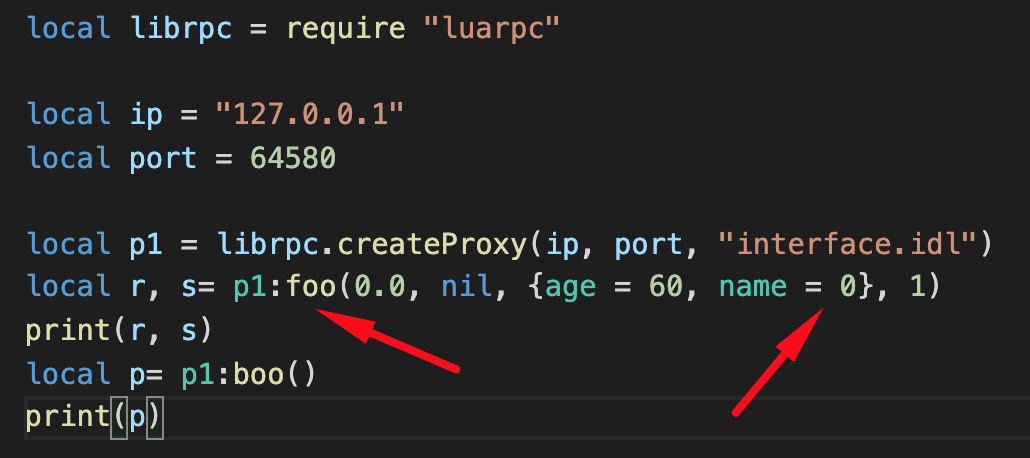 local librpc = require "luarpc"
local ip = "127.0.0.1"
local port = 64580
local p1 = librpc.createProxy(ip, port, "interface.idl")
local r, s= p1:foo(0.0, nil, {age = 60, name = 0}, 1)
print(r, s)
local p= p1:boo()
print(p)